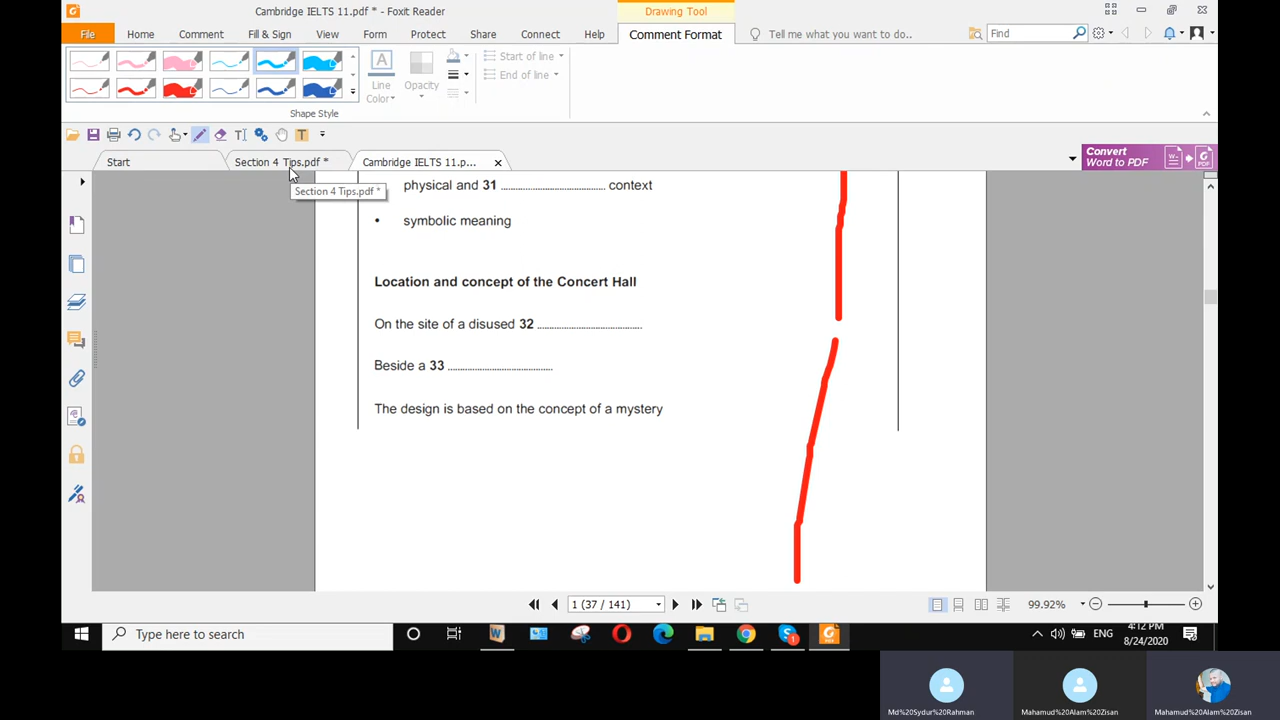 Cambridge IELTS 11.pdf * - Foxit Reader
Drawing Tool
File Home Comment Fill & Sign View Form Protect Share Connect Help Comment Format Tell me what you want to do.. Find
Line Color
Opacity
Start of line
End of line
Shape Style
Start
Section 4 Tips.pdf *
Cambridge IELTS 11.p...
Convert
Word to PDF
Section 4 Tips.pdf *
physical and 31 .................................... context
• symbolic meaning
Location and concept of the Concert Hall
On the site of a disused 32 ....................................
Beside a 33 ....................................
The design is based on the concept of a mystery
1 (37 / 141)
99.92%
Type here to search
ENG
4:12 PM
8/24/2020
Md%20Sydur%20Rahman
Mahamud%20Alam%20Zisan
Mahamud%20Alam%20Zisan